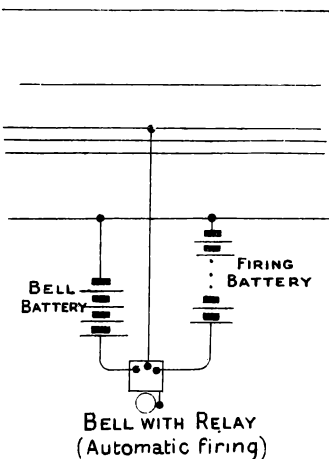 BELL
BATTERY
FIRING
BATTERY
BELL WITH RELAY
(Automatic firing)